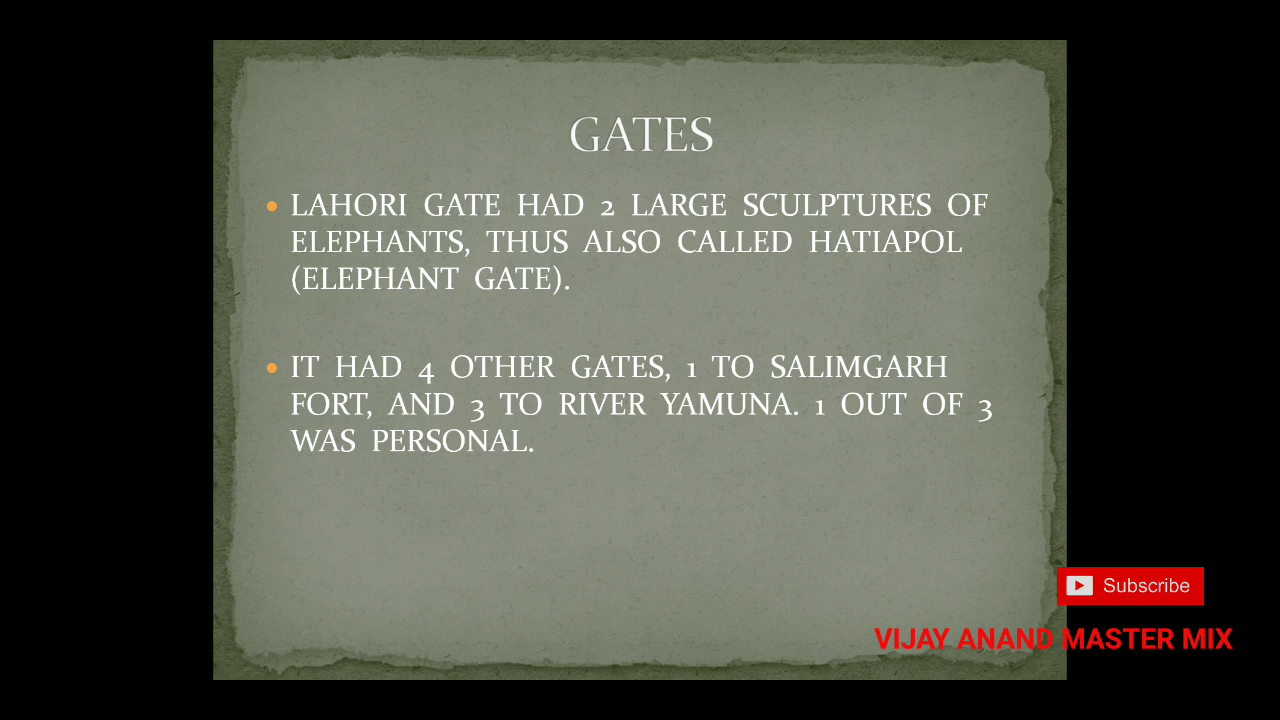 GATES
LAHORI GATE HAD 2 LARGE SCULPTURES OF
ELEPHANTS, THUS ALSO CALLED HATIAPOL
(ELEPHANT GATE).
IT HAD 4 OTHER GATES, 1 TO SALIMGARH
FORT, AND 3 TO RIVER YAMUNA. 1 OUT OF 3
WAS PERSONAL.
Subscribe
VIJAY ANAND MASTER MIX